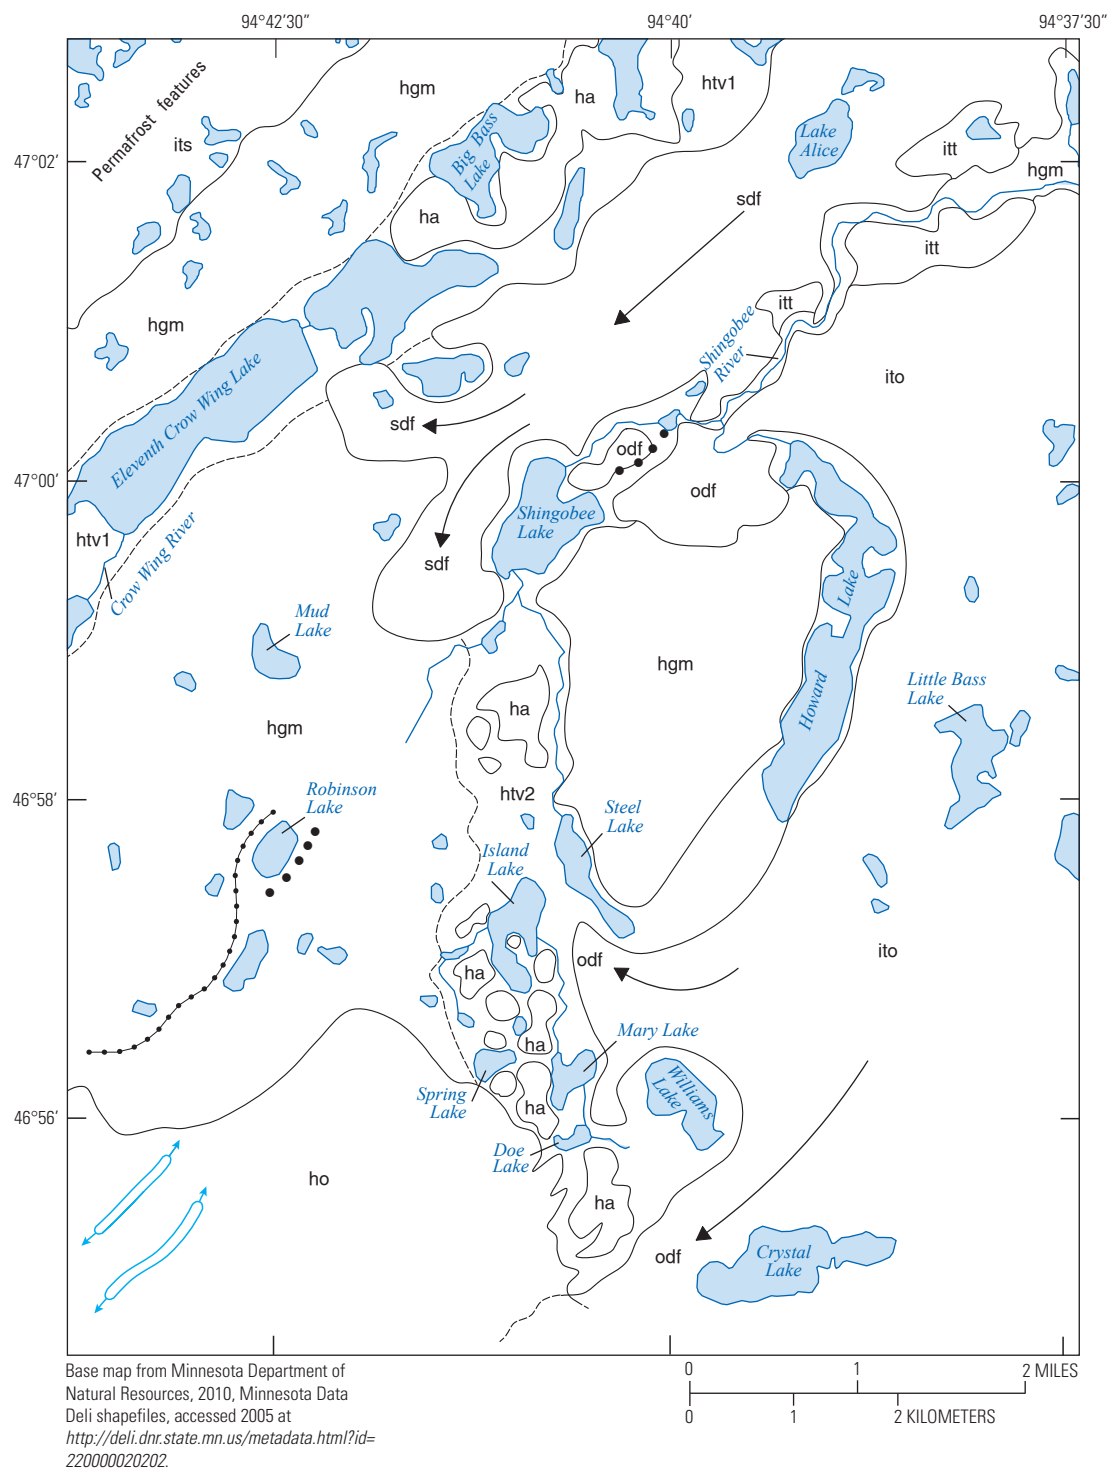 94°42′30″
94°40′
94°37′30″
Permafrost features
hgm
ha
htv1
its
Big Bass
Lake
Lake
Alice
itt
hgm
47°02′
ha
sdf
itt
itt
hgm
Shingobee
River
Eleventh Crow Wing Lake
ito
sdf
odf
47°00′
odf
Shingobee
Lake
htv1
sdf
Crow Wing River
Howard
Lake
Mud
Lake
hgm
Little Bass
Lake
ha
hgm
htv2
46°58′
Robinson
Lake
Steel
Lake
Island
Lake
odf
ito
ha
Mary Lake
ha
Williams
Lake
Spring
Lake
ha
46°56′
Doe
Lake
ho
ha
odf
Crystal
Lake
Base map from Minnesota Department of
Natural Resources, 2010, Minnesota Data
Deli shapefiles, accessed 2005 at
http://deli.dnr.state.mn.us/metadata.html?id=
220000020202.
0 1 2 MILES
0 1 2 KILOMETERS